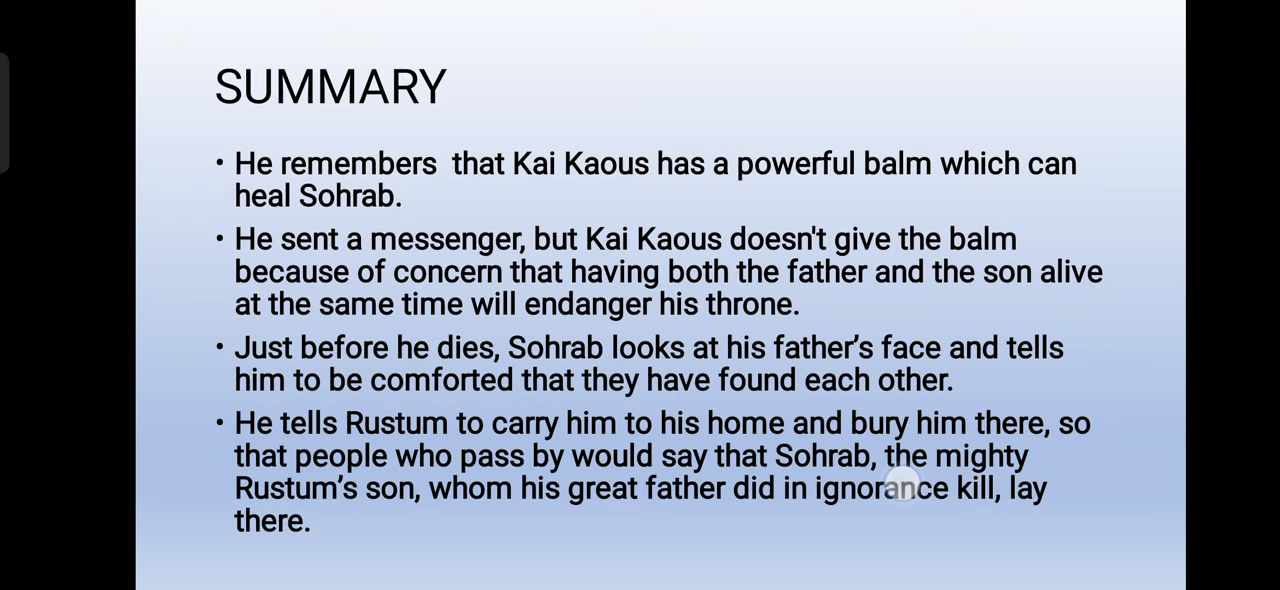 SUMMARY
• He remembers  that Kai Kaous has a powerful balm which can
heal Sohrab.
• He sent a messenger, but Kai Kaous doesn't give the balm
because of concern that having both the father and the son alive
at the same time will endanger his throne.
• Just before he dies, Sohrab looks at his father’s face and tells
him to be comforted that they have found each other.
• He tells Rustum to carry him to his home and bury him there, so
that people who pass by would say that Sohrab, the mighty
Rustum’s son, whom his great father did in ignorance kill, lay
there.